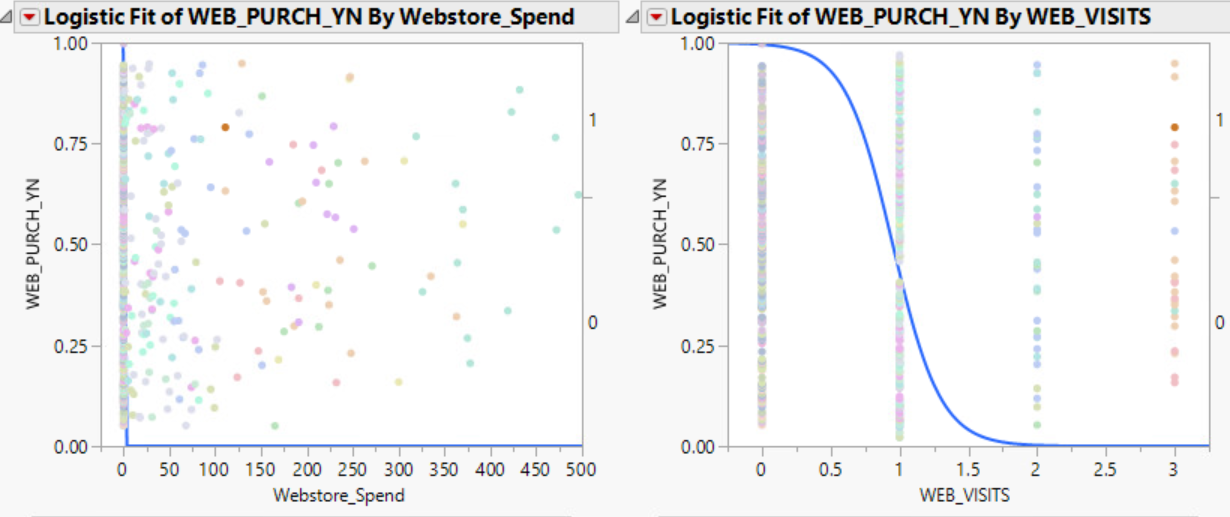 Logistic Fit of WEB_PURCH_YN By Webstore_Spend
WEB_PURCH_YN
1.00
0.75
0.50
0.25
0.00
1
0
0 50 100 150 200 250 300 350 400 450 500
Webstore_Spend
Logistic Fit of WEB_PURCH_YN By WEB_VISITS
WEB_PURCH_YN
1.00
0.75
0.50
0.25
0.00
1
0
0 0.5 1 1.5 2 2.5 3
WEB_VISITS